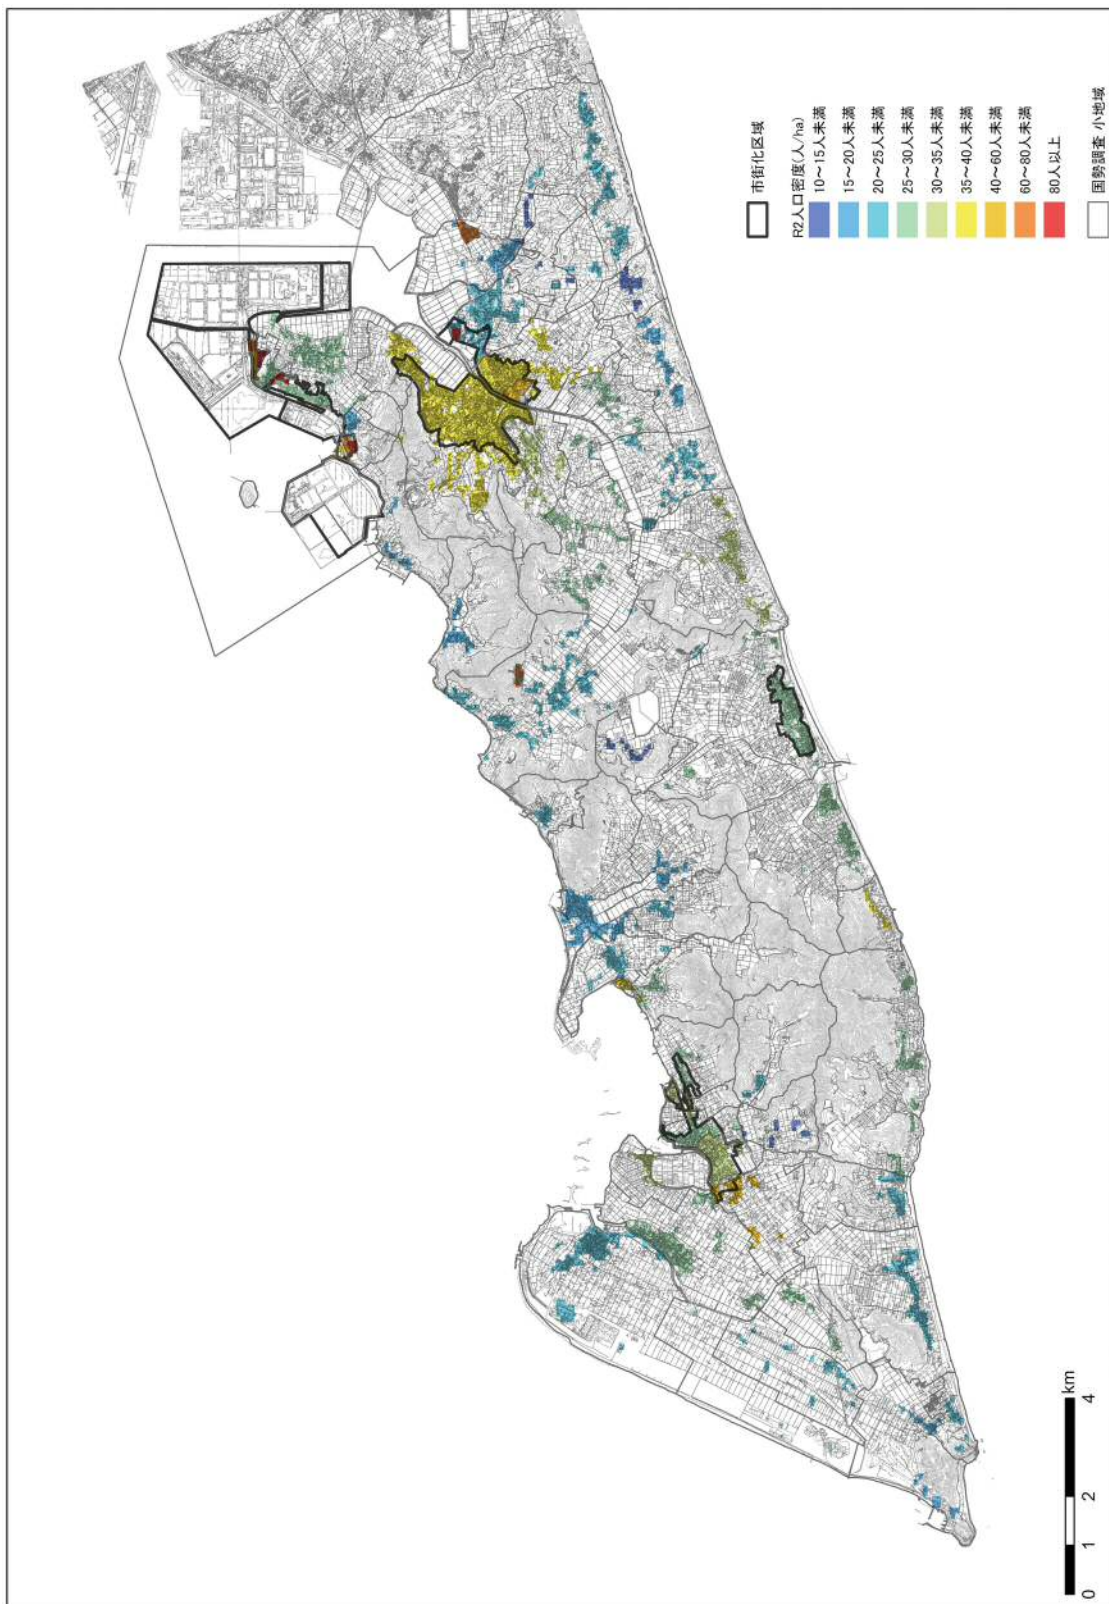 市街化区域
R2人口密度(人/ha)
10～15人未満
15～20人未満
20～25人未満
25～30人未満
30～35人未満
35～40人未満
40～60人未満
60～80人未満
80人以上
国勢調査 小地域
0 1 2 4
km